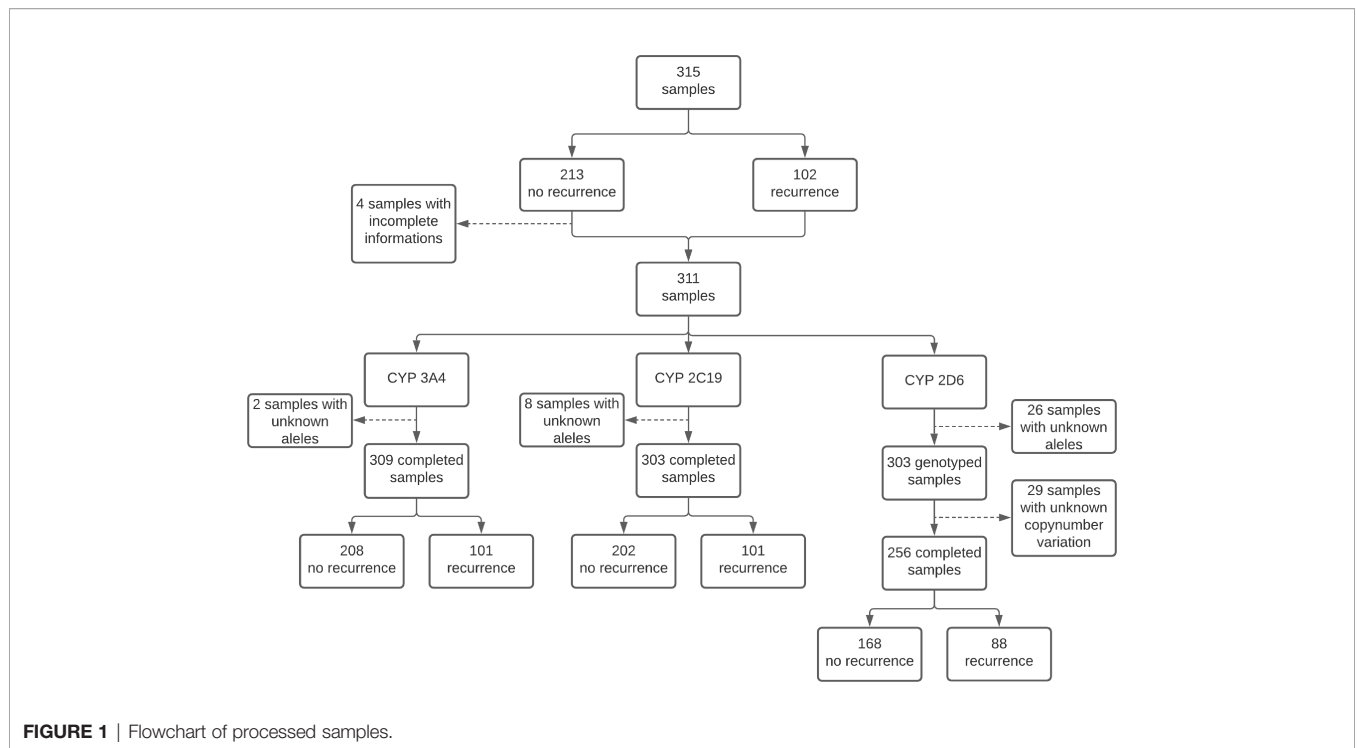 315
samples
213
no recurrence
102
recurrence
4 samples with
incomplete
informations
311
samples
CYP 3A4
CYP 2C19
CYP 2D6
2 samples with
unknown
aleles
8 samples with
unknown
aleles
26 samples
with unknown
aleles
309 completed
samples
303 completed
samples
303 genotyped
samples
29 samples
with unknown
copynumber
variation
208
no recurrence
101
recurrence
202
no recurrence
101
recurrence
256 completed
samples
168
no recurrence
88
recurrence
FIGURE 1 | Flowchart of processed samples.